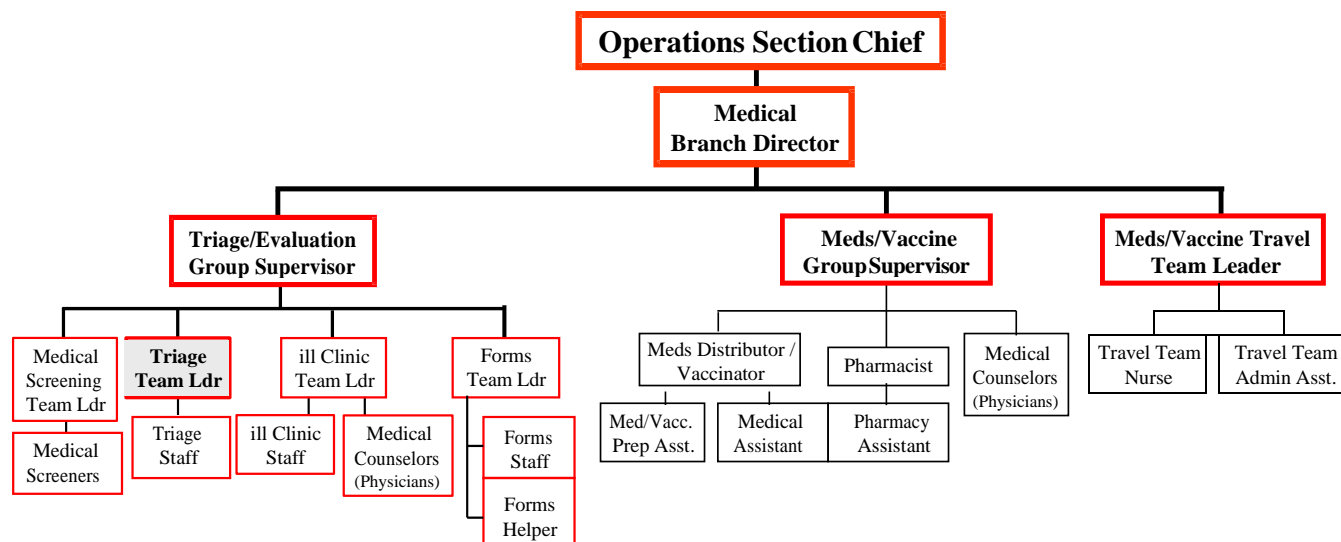 Operations Section Chief
Medical
Branch Director
Triage/Evaluation
Group Supervisor
Meds/Vaccine
Group Supervisor
Meds/Vaccine Travel
Team Leader
Medical
Screening
Team Ldr
Triage
Team Ldr
ill Clinic
Team Ldr
Forms
Team Ldr
Meds Distributor /
Vaccinator
Pharmacist
Medical
Counselors
(Physicians)
Travel Team
Nurse
Travel Team
Admin Asst.
Medical
Screeners
Triage
Staff
ill Clinic
Staff
Medical
Counselors
(Physicians)
Forms
Staff
Forms
Helper
Med/Vacc.
Prep Asst.
Medical
Assistant
Pharmacy
Assistant